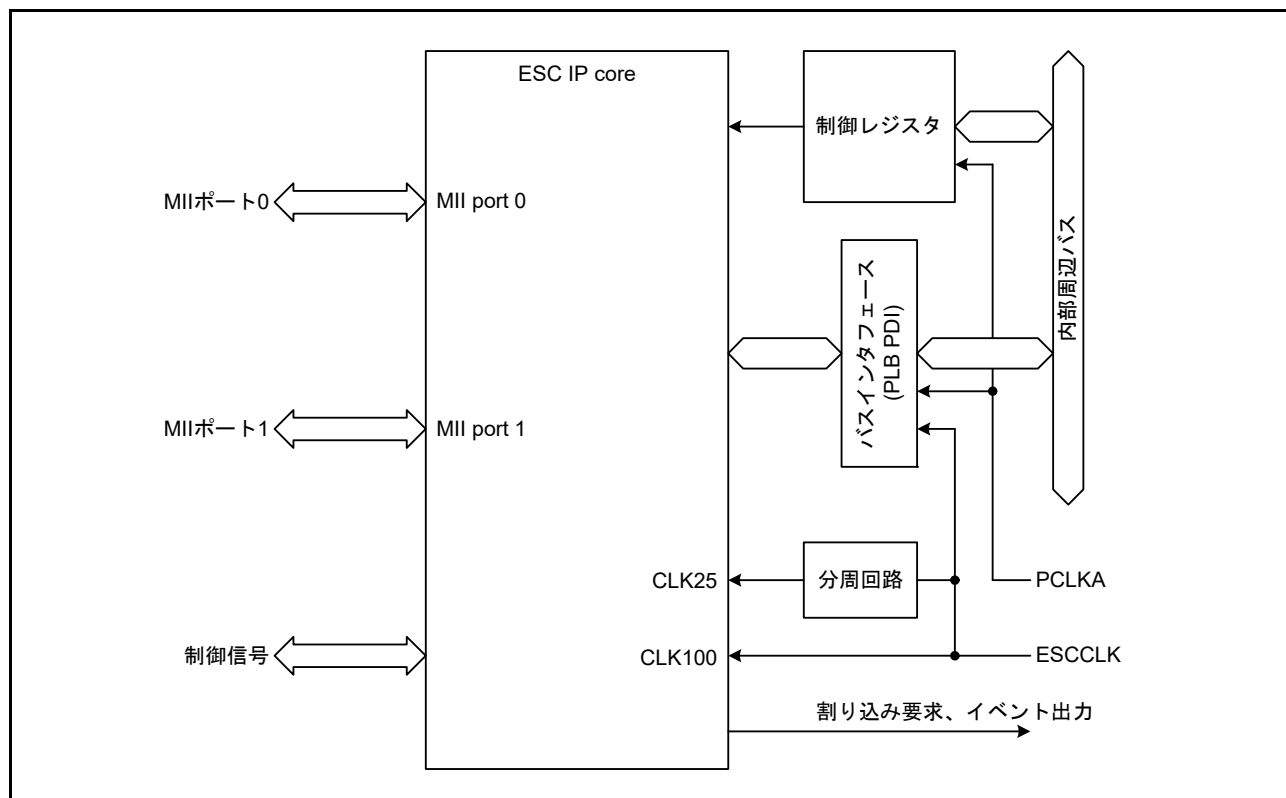 ESC IP core
制御レジスタ
MIIポート0
MII port 0
内部周辺バス
バスインタフェース
(PLB PDI)
MIIポート1
MII port 1
CLK25
分周回路
PCLKA
制御信号
CLK100
ESCCLK
割り込み要求、イベント出力